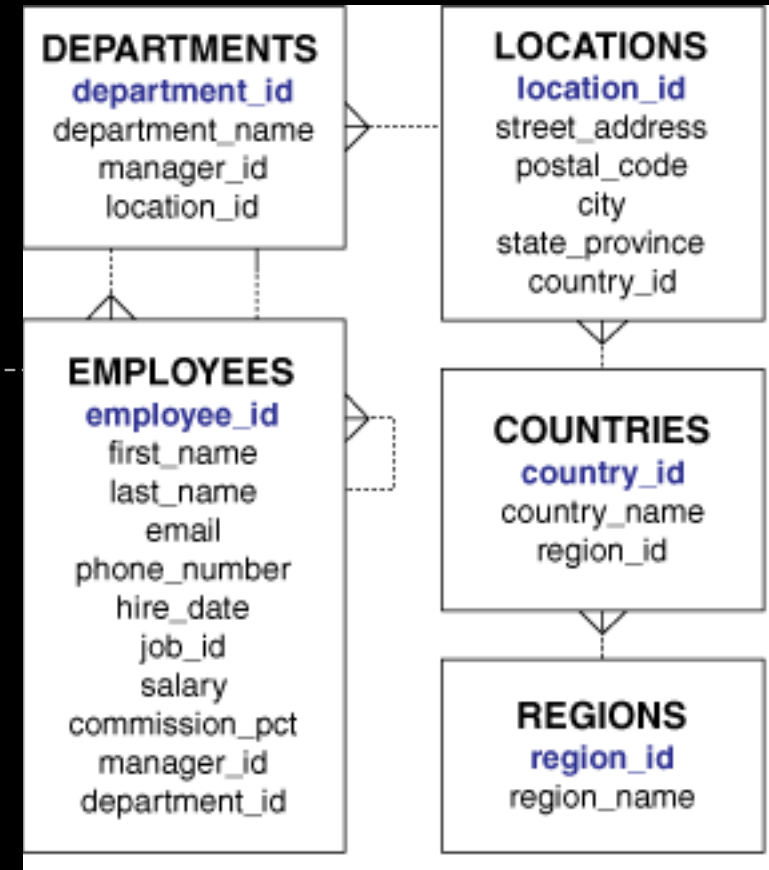 DEPARTMENTS
department_id
department_name
manager_id
location_id
LOCATIONS
location_id
street_address
postal_code
city
state_province
country_id
EMPLOYEES
employee_id
first_name
last_name
email
phone_number
hire_date
job_id
salary
commission_pct
manager_id
department_id
COUNTRIES
country_id
country_name
region_id
REGIONS
region_id
region_name